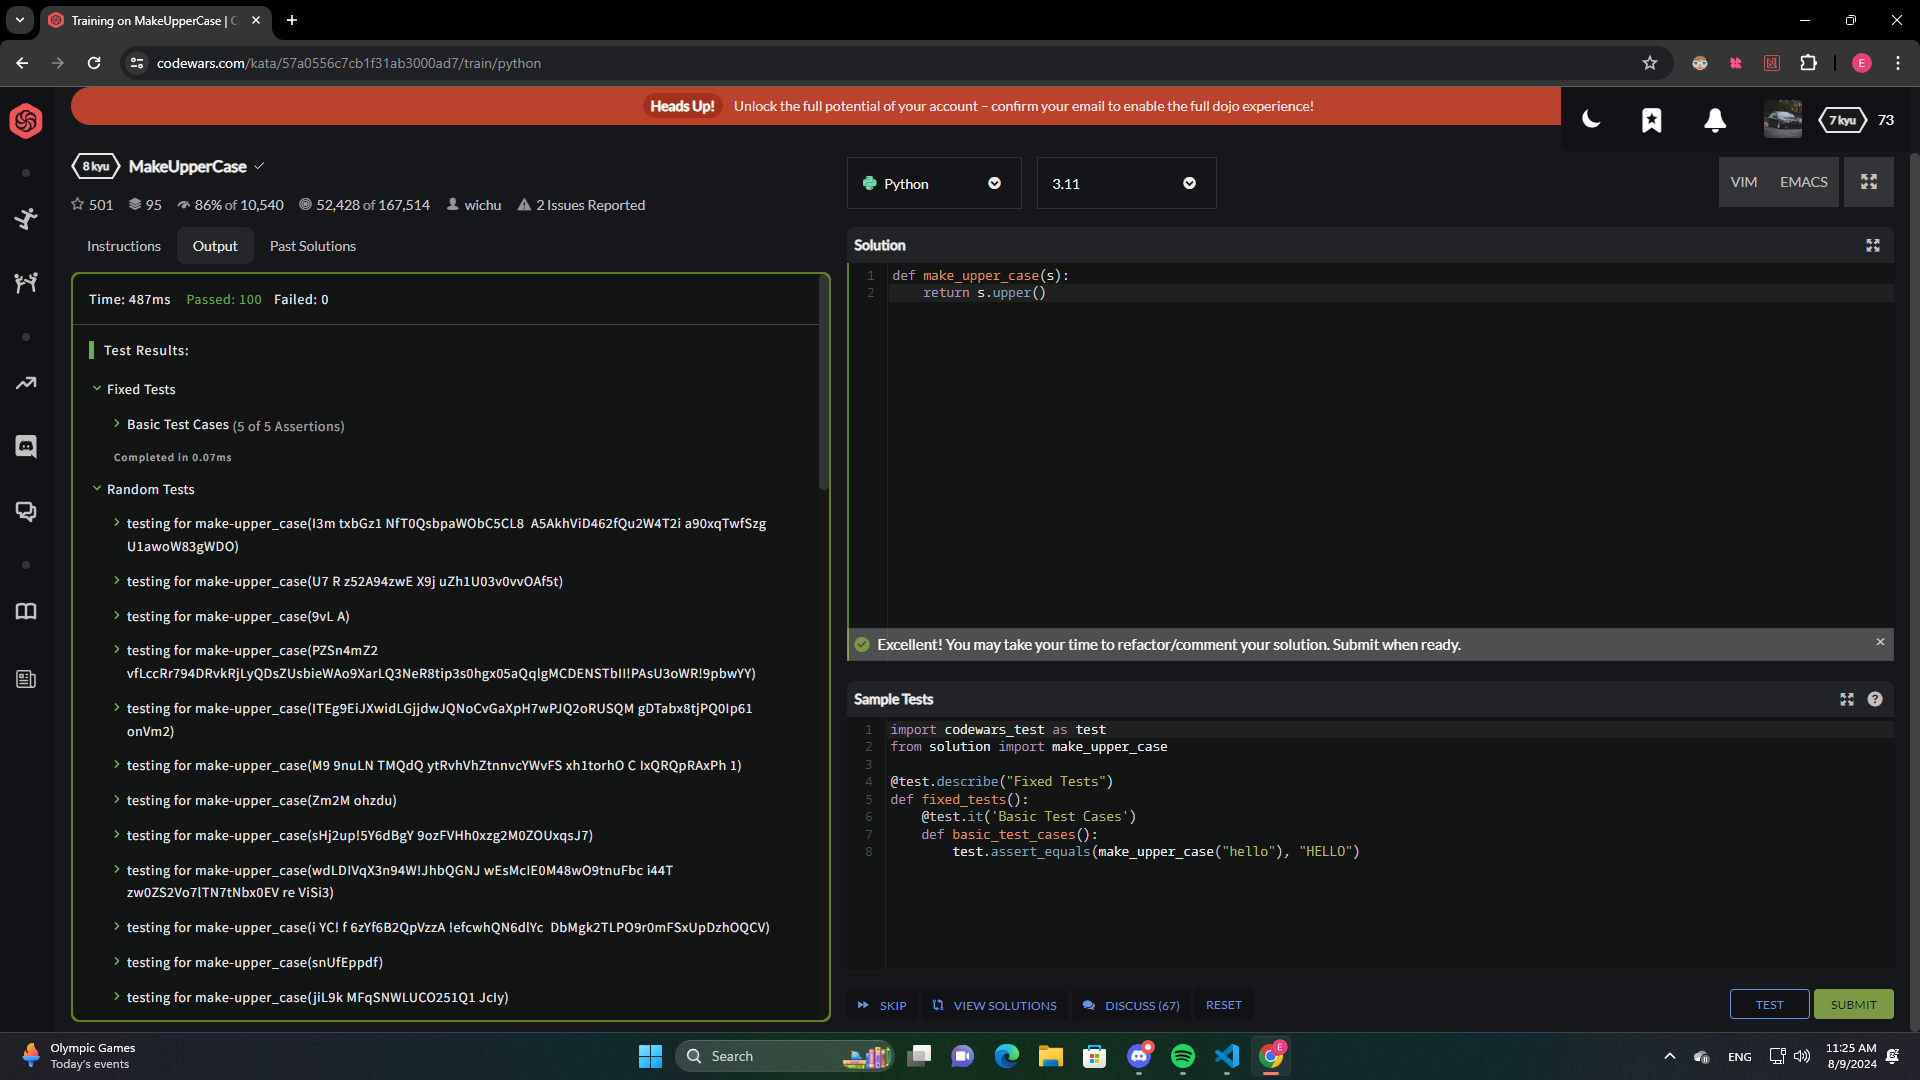 Training on MakeUpperCase | C
codewars.com/kata/57a0556c7cb1f31ab3000ad7/train/python
E
Heads Up! Unlock the full potential of your account – confirm your email to enable the full dojo experience!
7 kyu 73
8 kyu MakeUpperCase
501 95 86% of 10,540 52,428 of 167,514 wichu 2 Issues Reported
Instructions Output Past Solutions
Time: 487ms Passed: 100 Failed: 0
Test Results:
Fixed Tests
Basic Test Cases (5 of 5 Assertions)
Completed in 0.07ms
Random Tests
testing for make-upper_case(I3m txbGz1 NfT0QsbpaWObC5CL8  A5AkhViD462fQu2W4T2i a90xqTwfSzg
U1awoW83gWDO)
testing for make-upper_case(U7 R z52A94zwE X9j uZh1U03v0vvOAf5t)
testing for make-upper_case(9vL A)
testing for make-upper_case(PZSn4mZ2
vfLccRr794DRvkRjLyQDsZUsbieWAo9XarLQ3NeR8tip3s0hgx05aQqlgMCDENSTbII!PAsU3oWR!9pbwYY)
testing for make-upper_case(ITEg9EiJXwidLGjjdwJQNoCvGaXpH7wPJQ2oRUSQM gDTabx8tjPQ0Ip61
onVm2)
testing for make-upper_case(M9 9nuLN TMQdQ ytRvhVhZtnnvcYWvFS xh1torhO C IxQRQpRAxPh 1)
testing for make-upper_case(Zm2M ohzdu)
testing for make-upper_case(sHj2up!5Y6dBgY 9ozFVHh0xzg2M0ZOUxqsJ7)
testing for make-upper_case(wdLDIVqX3n94W!JhbQGNJ wEsMcIE0M48wO9tnuFbc i44T
zw0ZS2Vo7lTN7tNbx0EV re ViSi3)
testing for make-upper_case(i YC! f 6zYf6B2QpVzzA !efcwhQN6dlYc  DbMgk2TLPO9r0mFSxUpDzhOQCV)
testing for make-upper_case(snUfEppdf)
testing for make-upper_case(jiL9k MFqSNWLUCO251Q1 JcIy)
Python 3.11 VIM EMACS
Solution
1 def make_upper_case(s):
2     return s.upper()
Excellent! You may take your time to refactor/comment your solution. Submit when ready.
Sample Tests
1 import codewars_test as test
2 from solution import make_upper_case
3
4 @test.describe("Fixed Tests")
5 def fixed_tests():
6     @test.it('Basic Test Cases')
7     def basic_test_cases():
8         test.assert_equals(make_upper_case("hello"), "HELLO")
SKIP VIEW SOLUTIONS DISCUSS (67) RESET TEST SUBMIT
Olympic Games
Today's events
Search
E
ENG
11:25 AM
8/9/2024